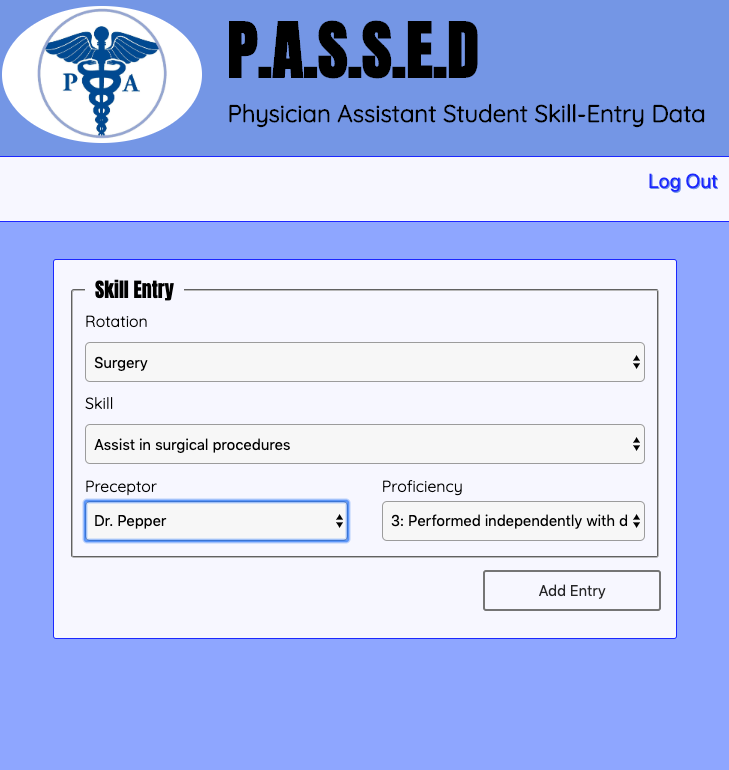 P A
P.A.S.S.E.D
Physician Assistant Student Skill-Entry Data
Log Out
Skill Entry
Rotation
Surgery
Skill
Assist in surgical procedures
Preceptor
Proficiency
Dr. Pepper
3: Performed independently with d
Add Entry